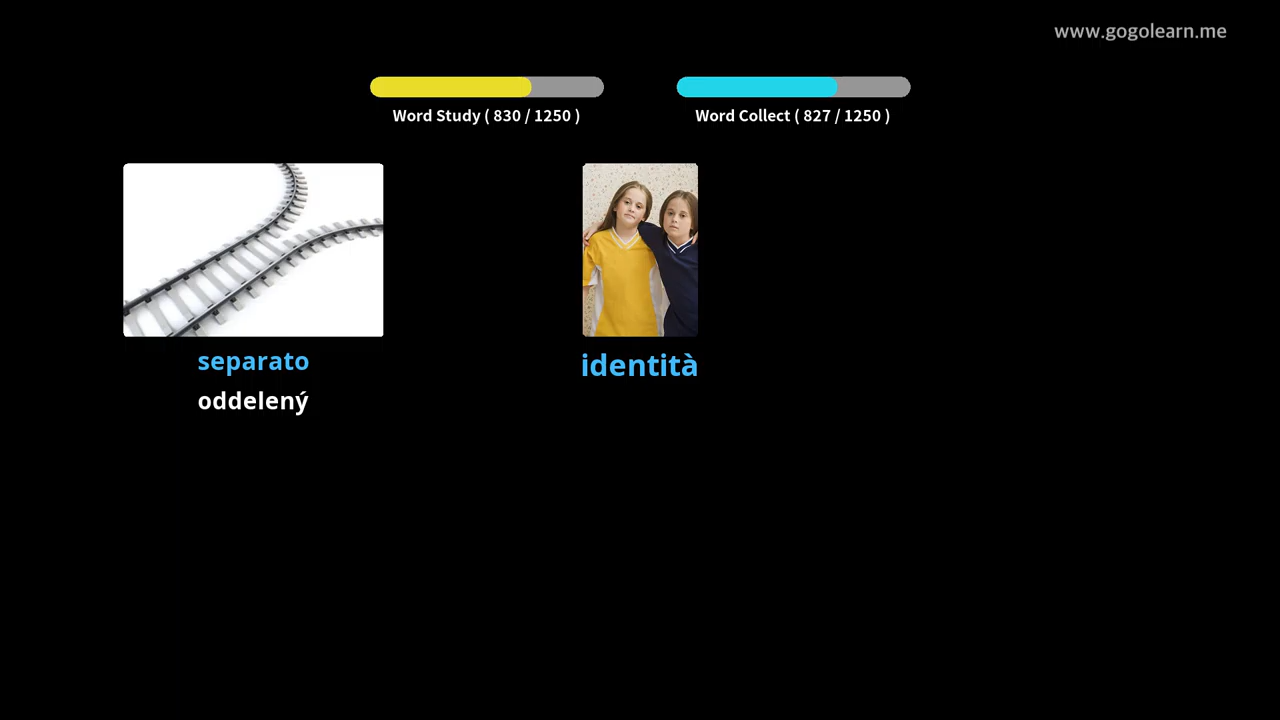 www.gogolearn.me
Word Study ( 830 / 1250 )
Word Collect ( 827 / 1250 )
separato
oddelený
identità